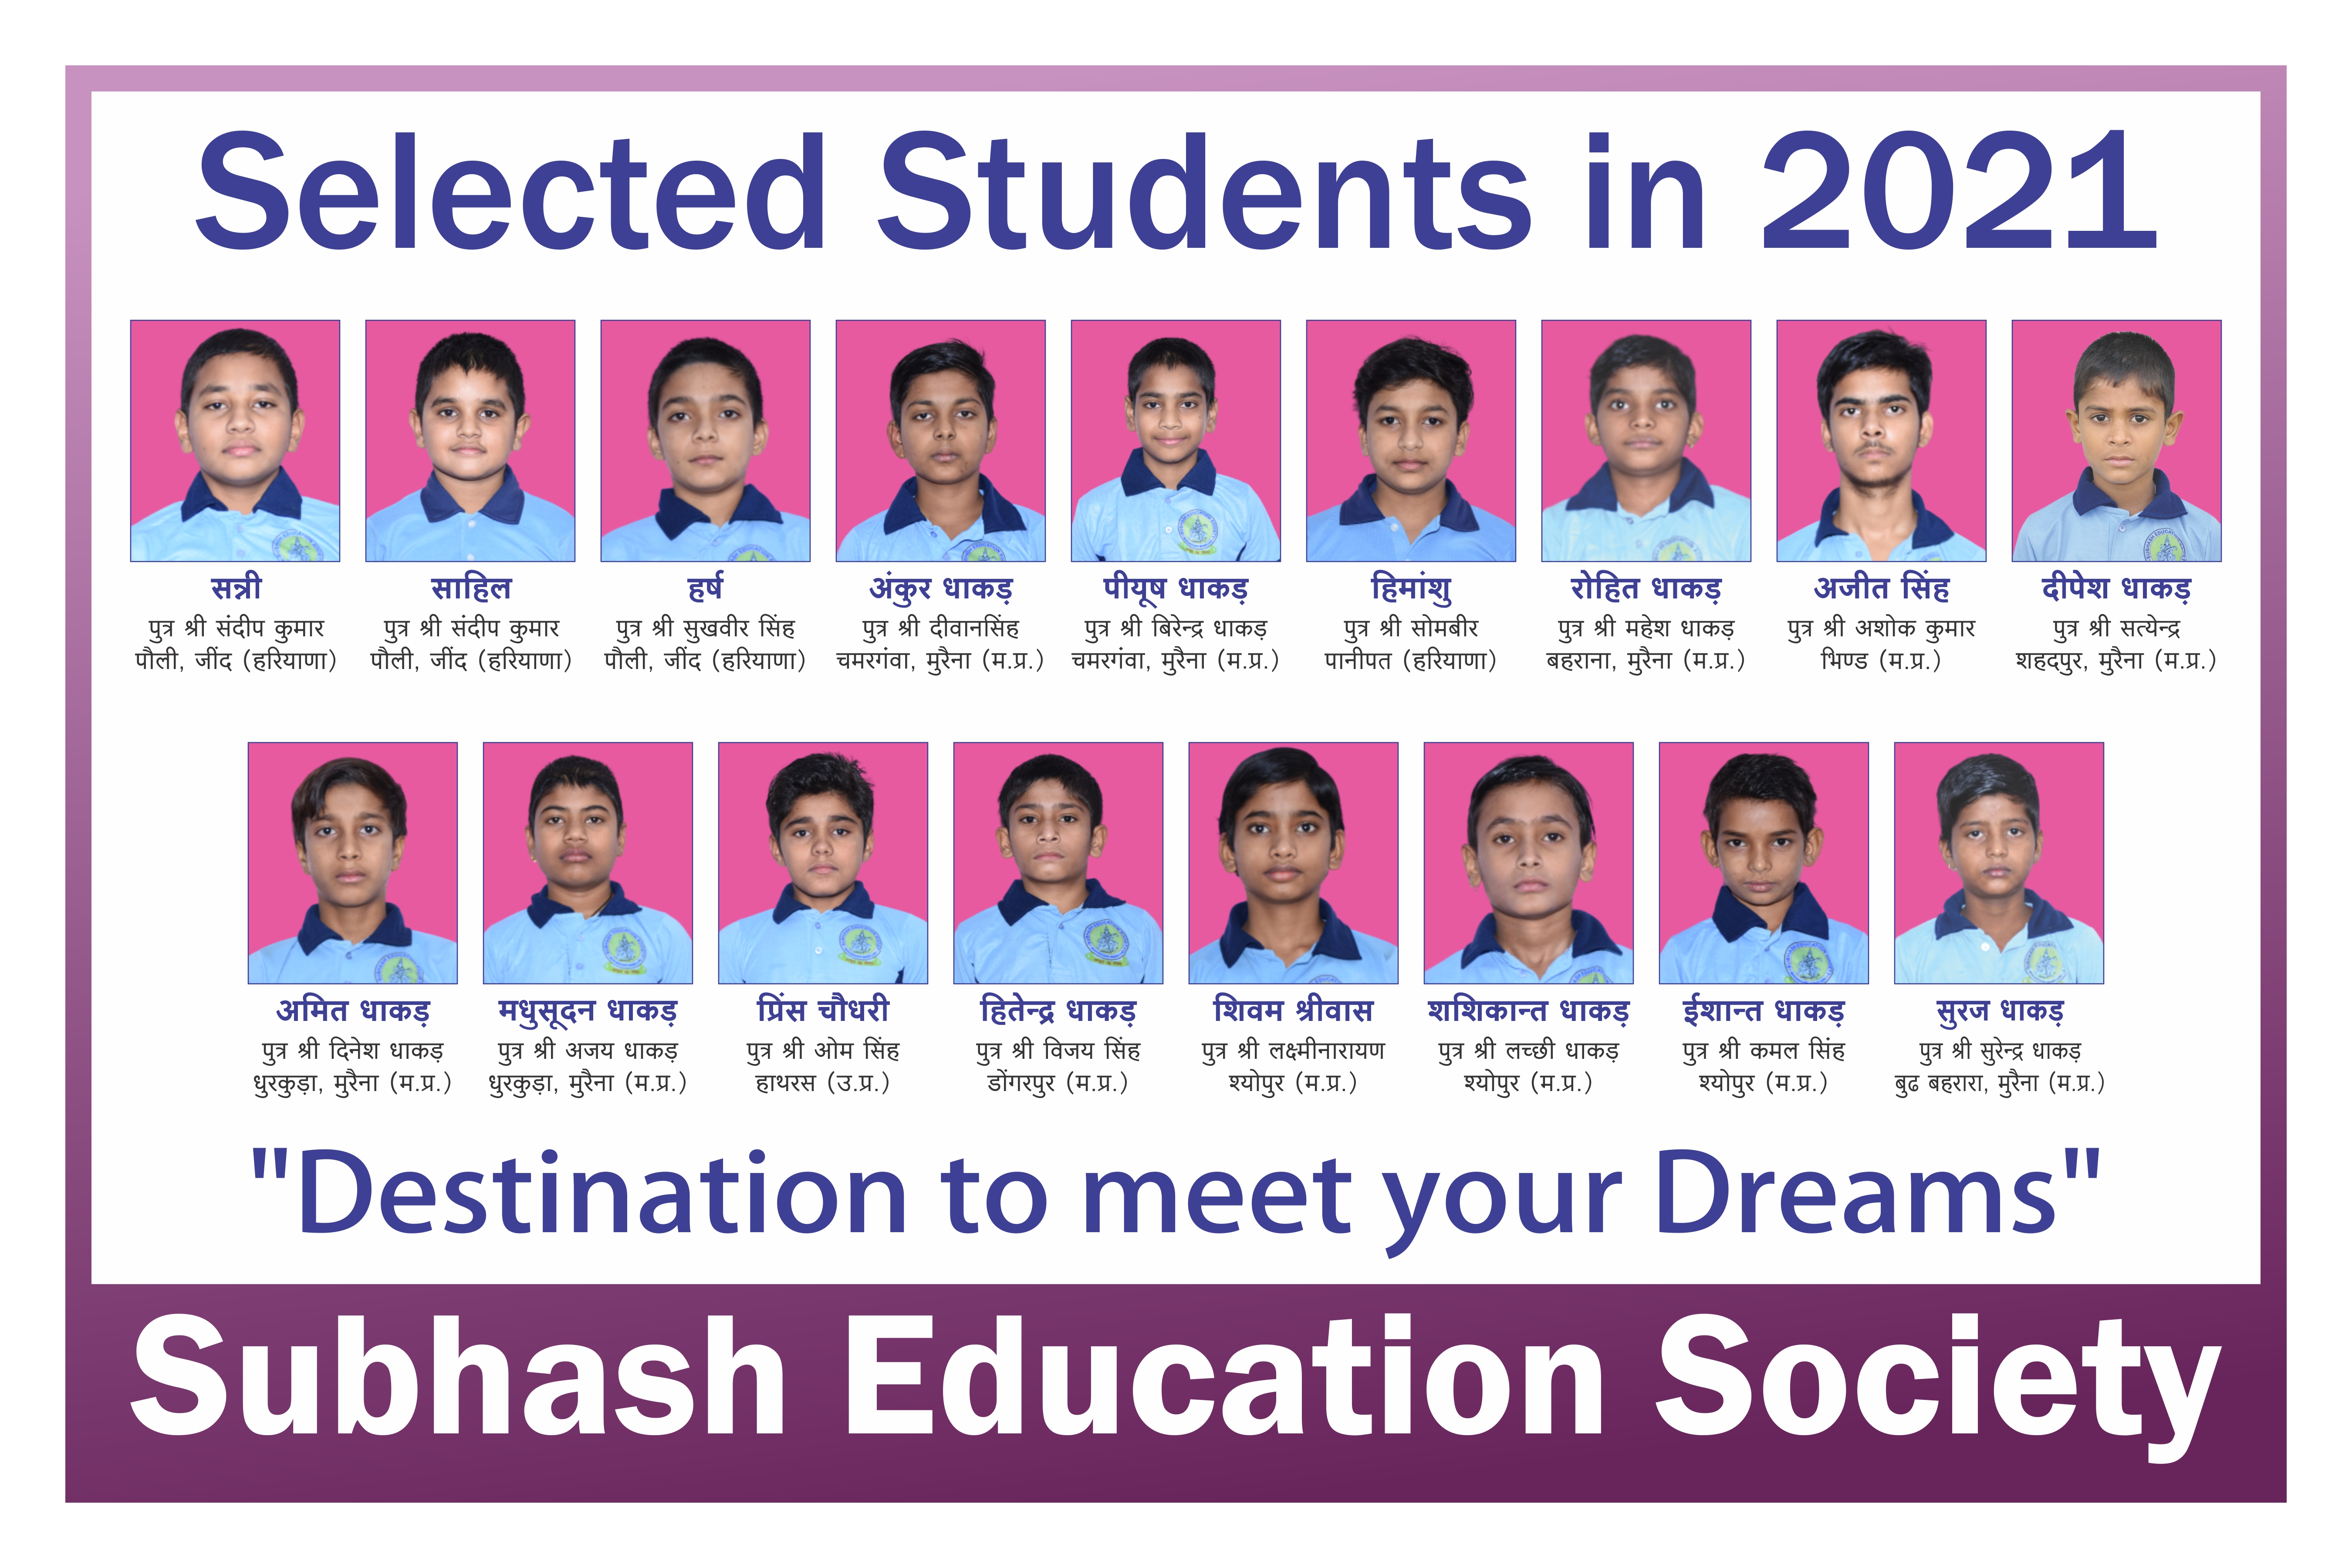 Selected Students in 2021
सन्नी
पुत्र श्री संदीप कुमार
पौली, जींद (हरियाणा)
साहिल
पुत्र श्री संदीप कुमार
पौली, जींद (हरियाणा)
हर्ष
पुत्र श्री सुखवीर सिंह
पौली, जींद (हरियाणा)
अंकुर धाकड़
पुत्र श्री दीवानसिंह
चमरगंवा, मुरैना (म.प्र.)
पीयूष धाकड़
पुत्र श्री बिरेन्द्र धाकड़
चमरगंवा, मुरैना (म.प्र.)
हिमांशु
पुत्र श्री सोमबीर
पानीपत (हरियाणा)
रोहित धाकड़
पुत्र श्री महेश धाकड़
बहराना, मुरैना (म.प्र.)
अजीत सिंह
पुत्र श्री अशोक कुमार
भिण्ड (म.प्र.)
दीपेश धाकड़
पुत्र श्री सत्येन्द्र
शहदपुर, मुरैना (म.प्र.)
अमित धाकड़
पुत्र श्री दिनेश धाकड़
धुरकुड़ा, मुरैना (म.प्र.)
मधुसूदन धाकड़
पुत्र श्री अजय धाकड़
धुरकुड़ा, मुरैना (म.प्र.)
प्रिंस चौधरी
पुत्र श्री ओम सिंह
हाथरस (उ.प्र.)
हितेन्द्र धाकड़
पुत्र श्री विजय सिंह
डोंगरपुर (म.प्र.)
शिवम श्रीवास
पुत्र श्री लक्ष्मीनारायण
श्योपुर (म.प्र.)
शशिकान्त धाकड़
पुत्र श्री लच्छी धाकड़
श्योपुर (म.प्र.)
ईशान्त धाकड़
पुत्र श्री कमल सिंह
श्योपुर (म.प्र.)
सुरज धाकड़
पुत्र श्री सुरेन्द्र धाकड़
बुढ बहरारा, मुरैना (म.प्र.)
"Destination to meet your Dreams"
Subhash Education Society